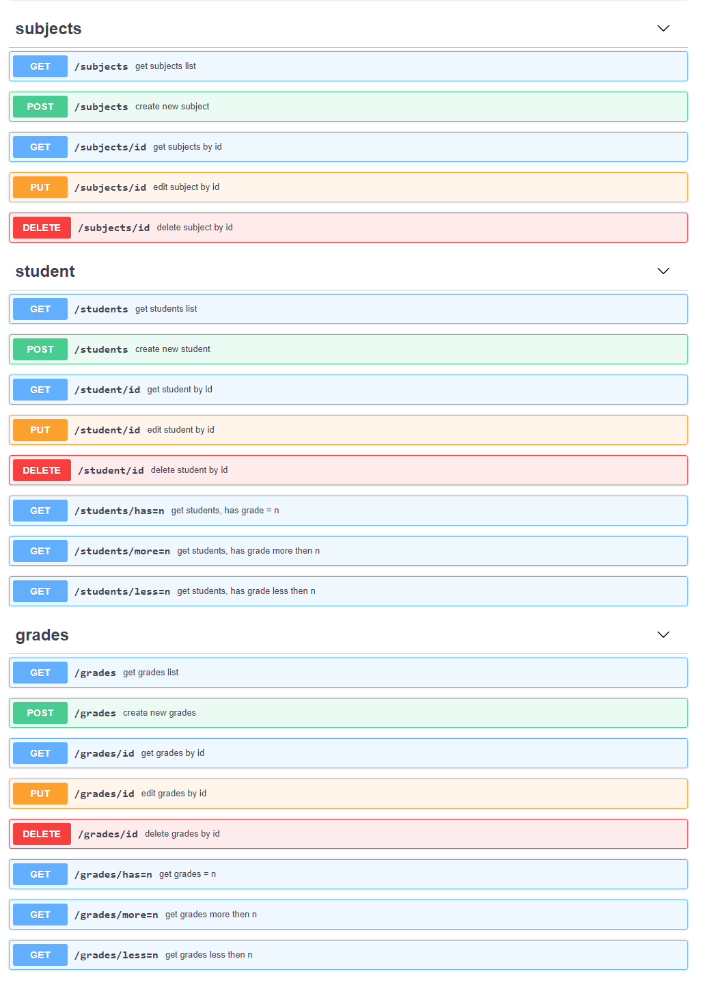 subjects
GET /subjects get subjects list
POST /subjects create new subject
GET /subjects/id get subjects by id
PUT /subjects/id edit subject by id
DELETE /subjects/id delete subject by id
student
GET /students get students list
POST /students create new student
GET /student/id get student by id
PUT /student/id edit student by id
DELETE /student/id delete student by id
GET /students/has=n get students, has grade = n
GET /students/more=n get students, has grade more then n
GET /students/less=n get students, has grade less then n
grades
GET /grades get grades list
POST /grades create new grades
GET /grades/id get grades by id
PUT /grades/id edit grades by id
DELETE /grades/id delete grades by id
GET /grades/has=n get grades = n
GET /grades/more=n get grades more then n
GET /grades/less=n get grades less then n